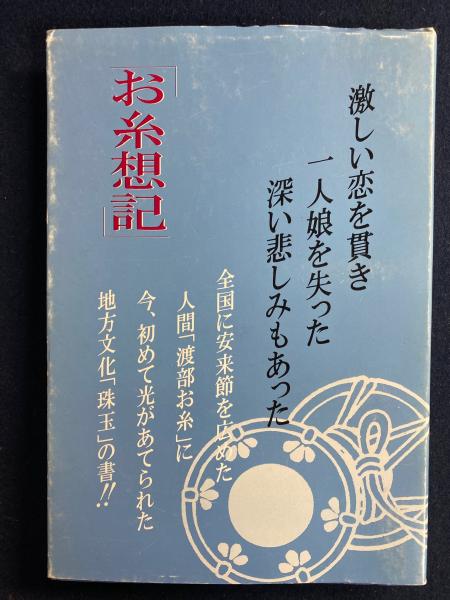 激しい恋を貫き
一人娘を失った
深い悲しみもあった
全国に安来節を広めた
人間「渡部お糸」に
今、初めて光があてられた
地方文化「珠玉」の書!!
「お糸想記」